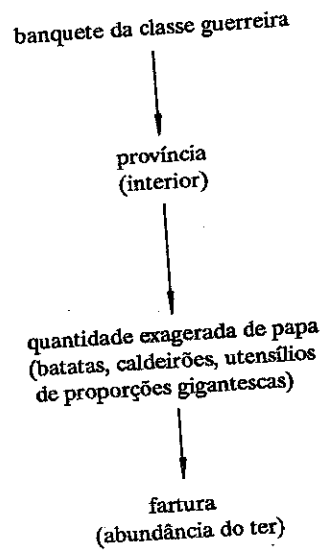 banquete da classe guerreira
província
(interior)
quantidade exagerada de papa
(batatas, caldeirões, utensílios
de proporções gigantescas)
fartura
(abundância do ter)